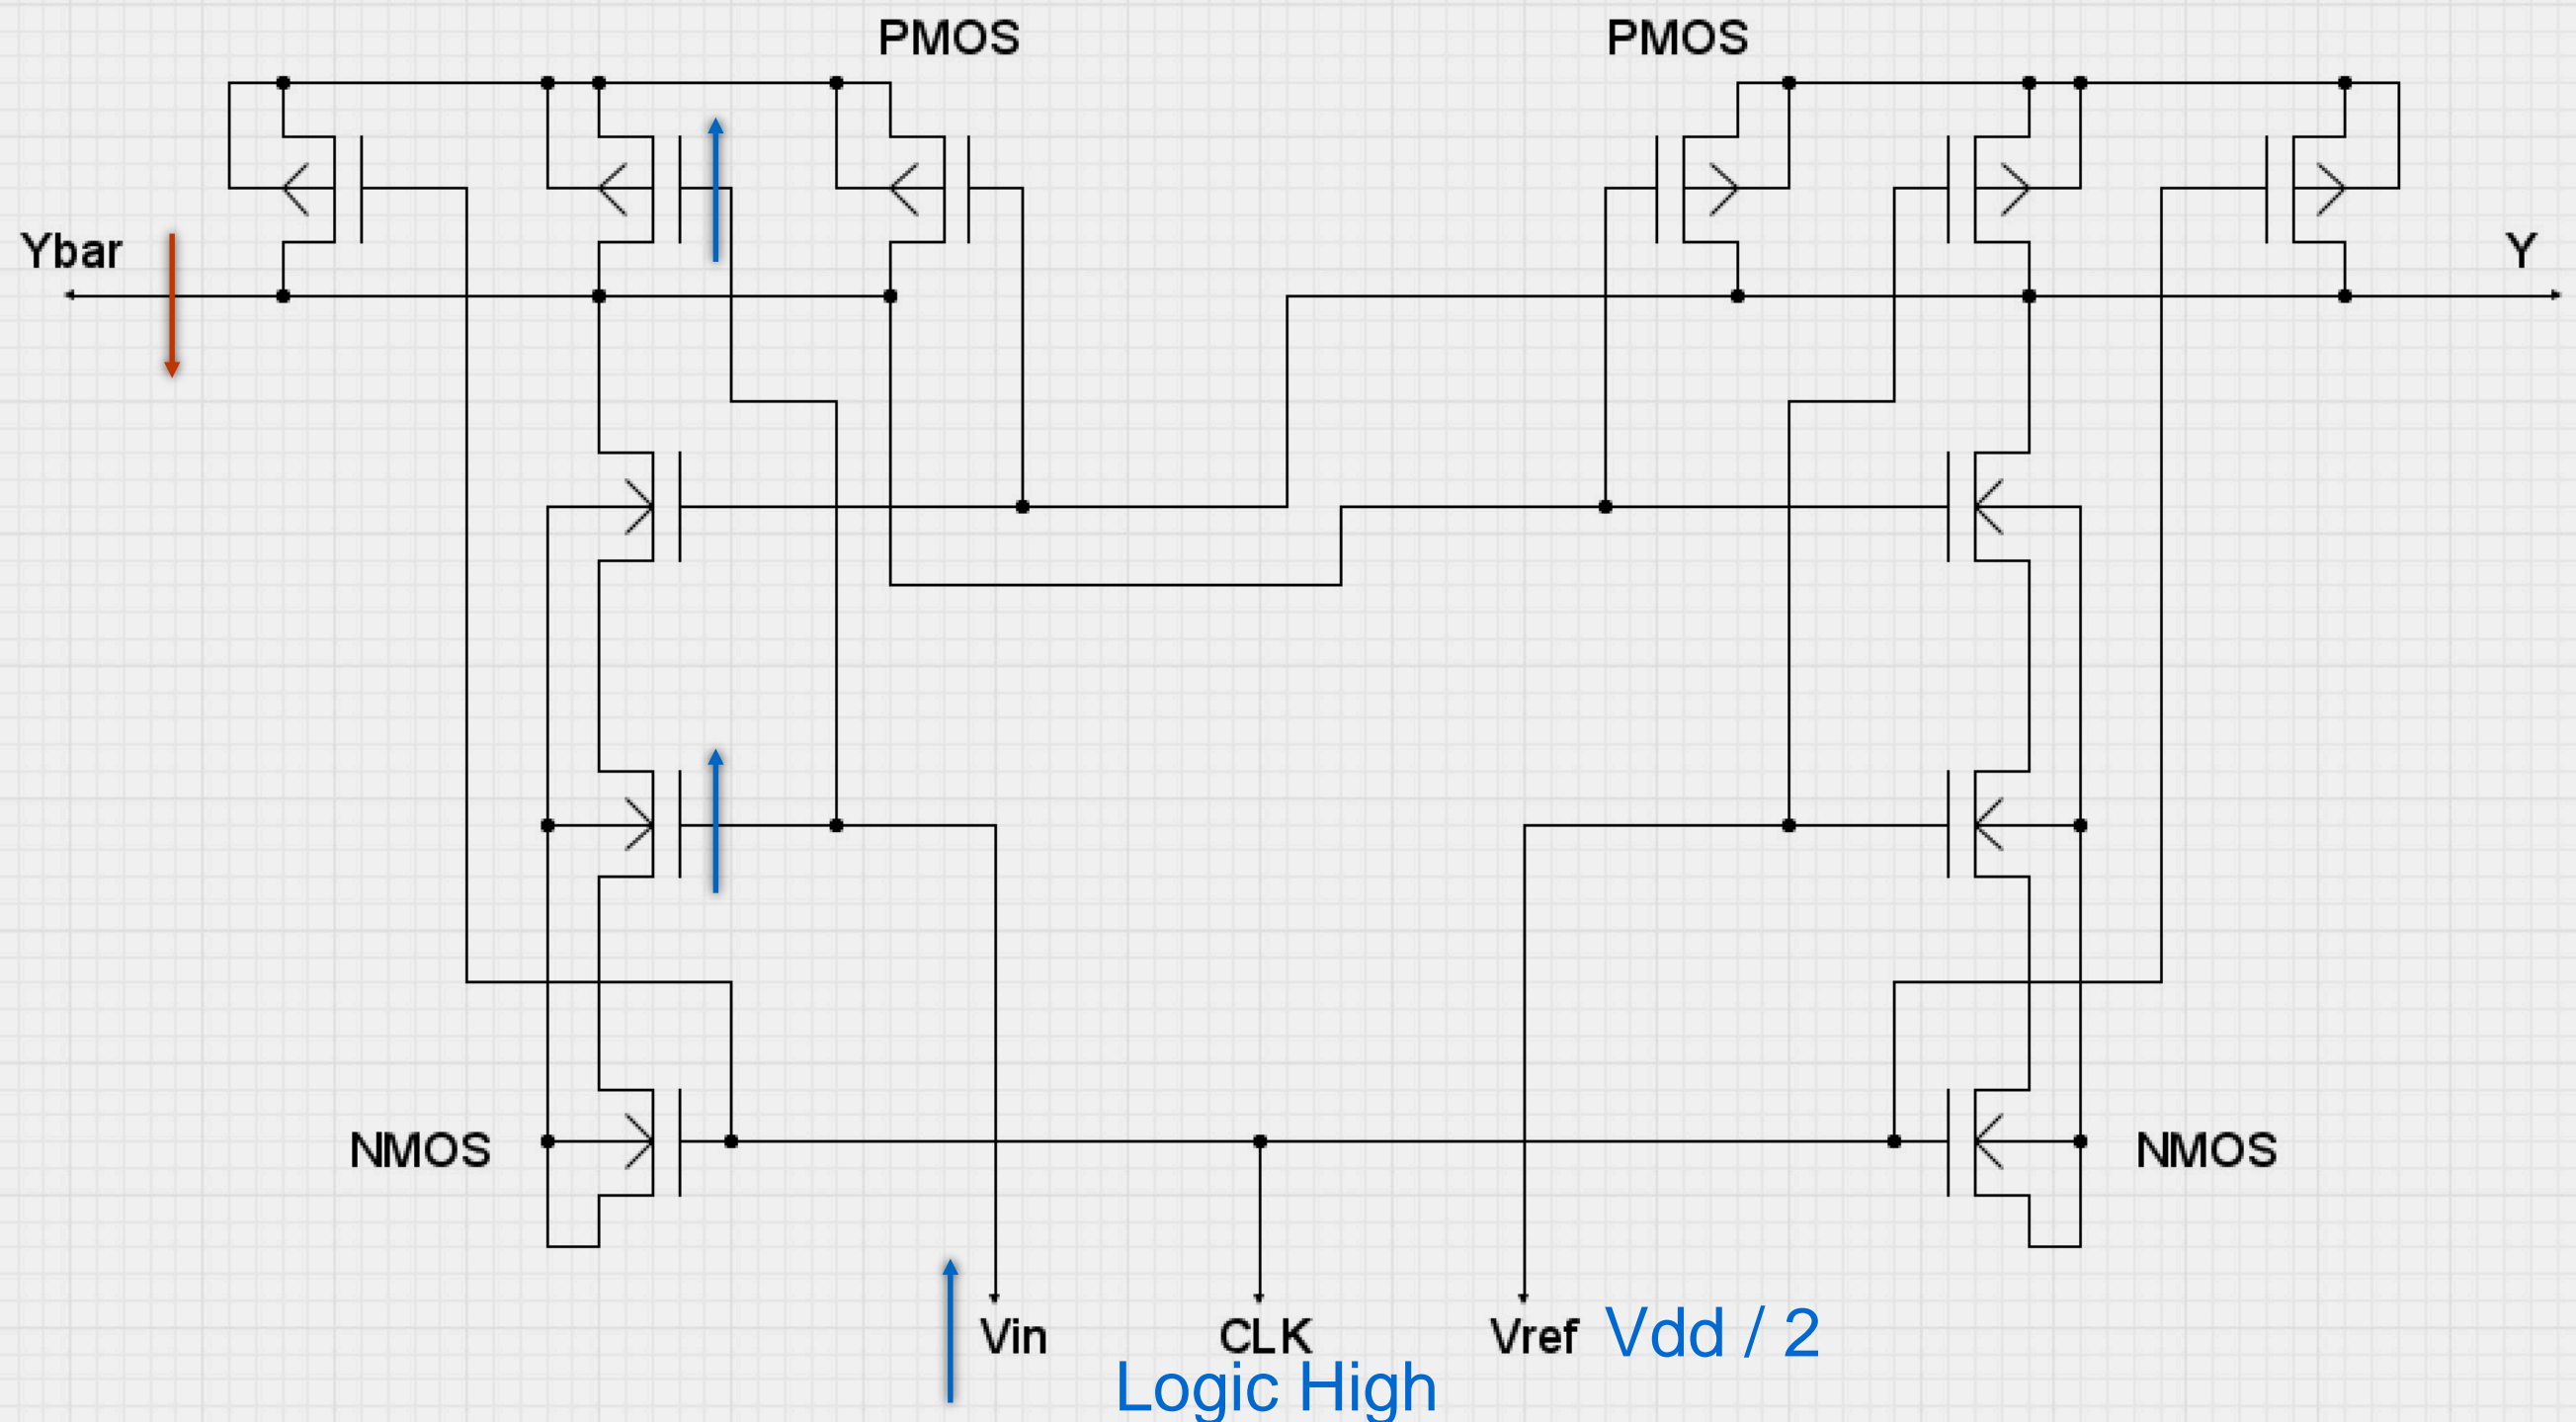 PMOS PMOS
Ybar Y
NMOS NMOS
Vin CLK Vref Vdd / 2
Logic High